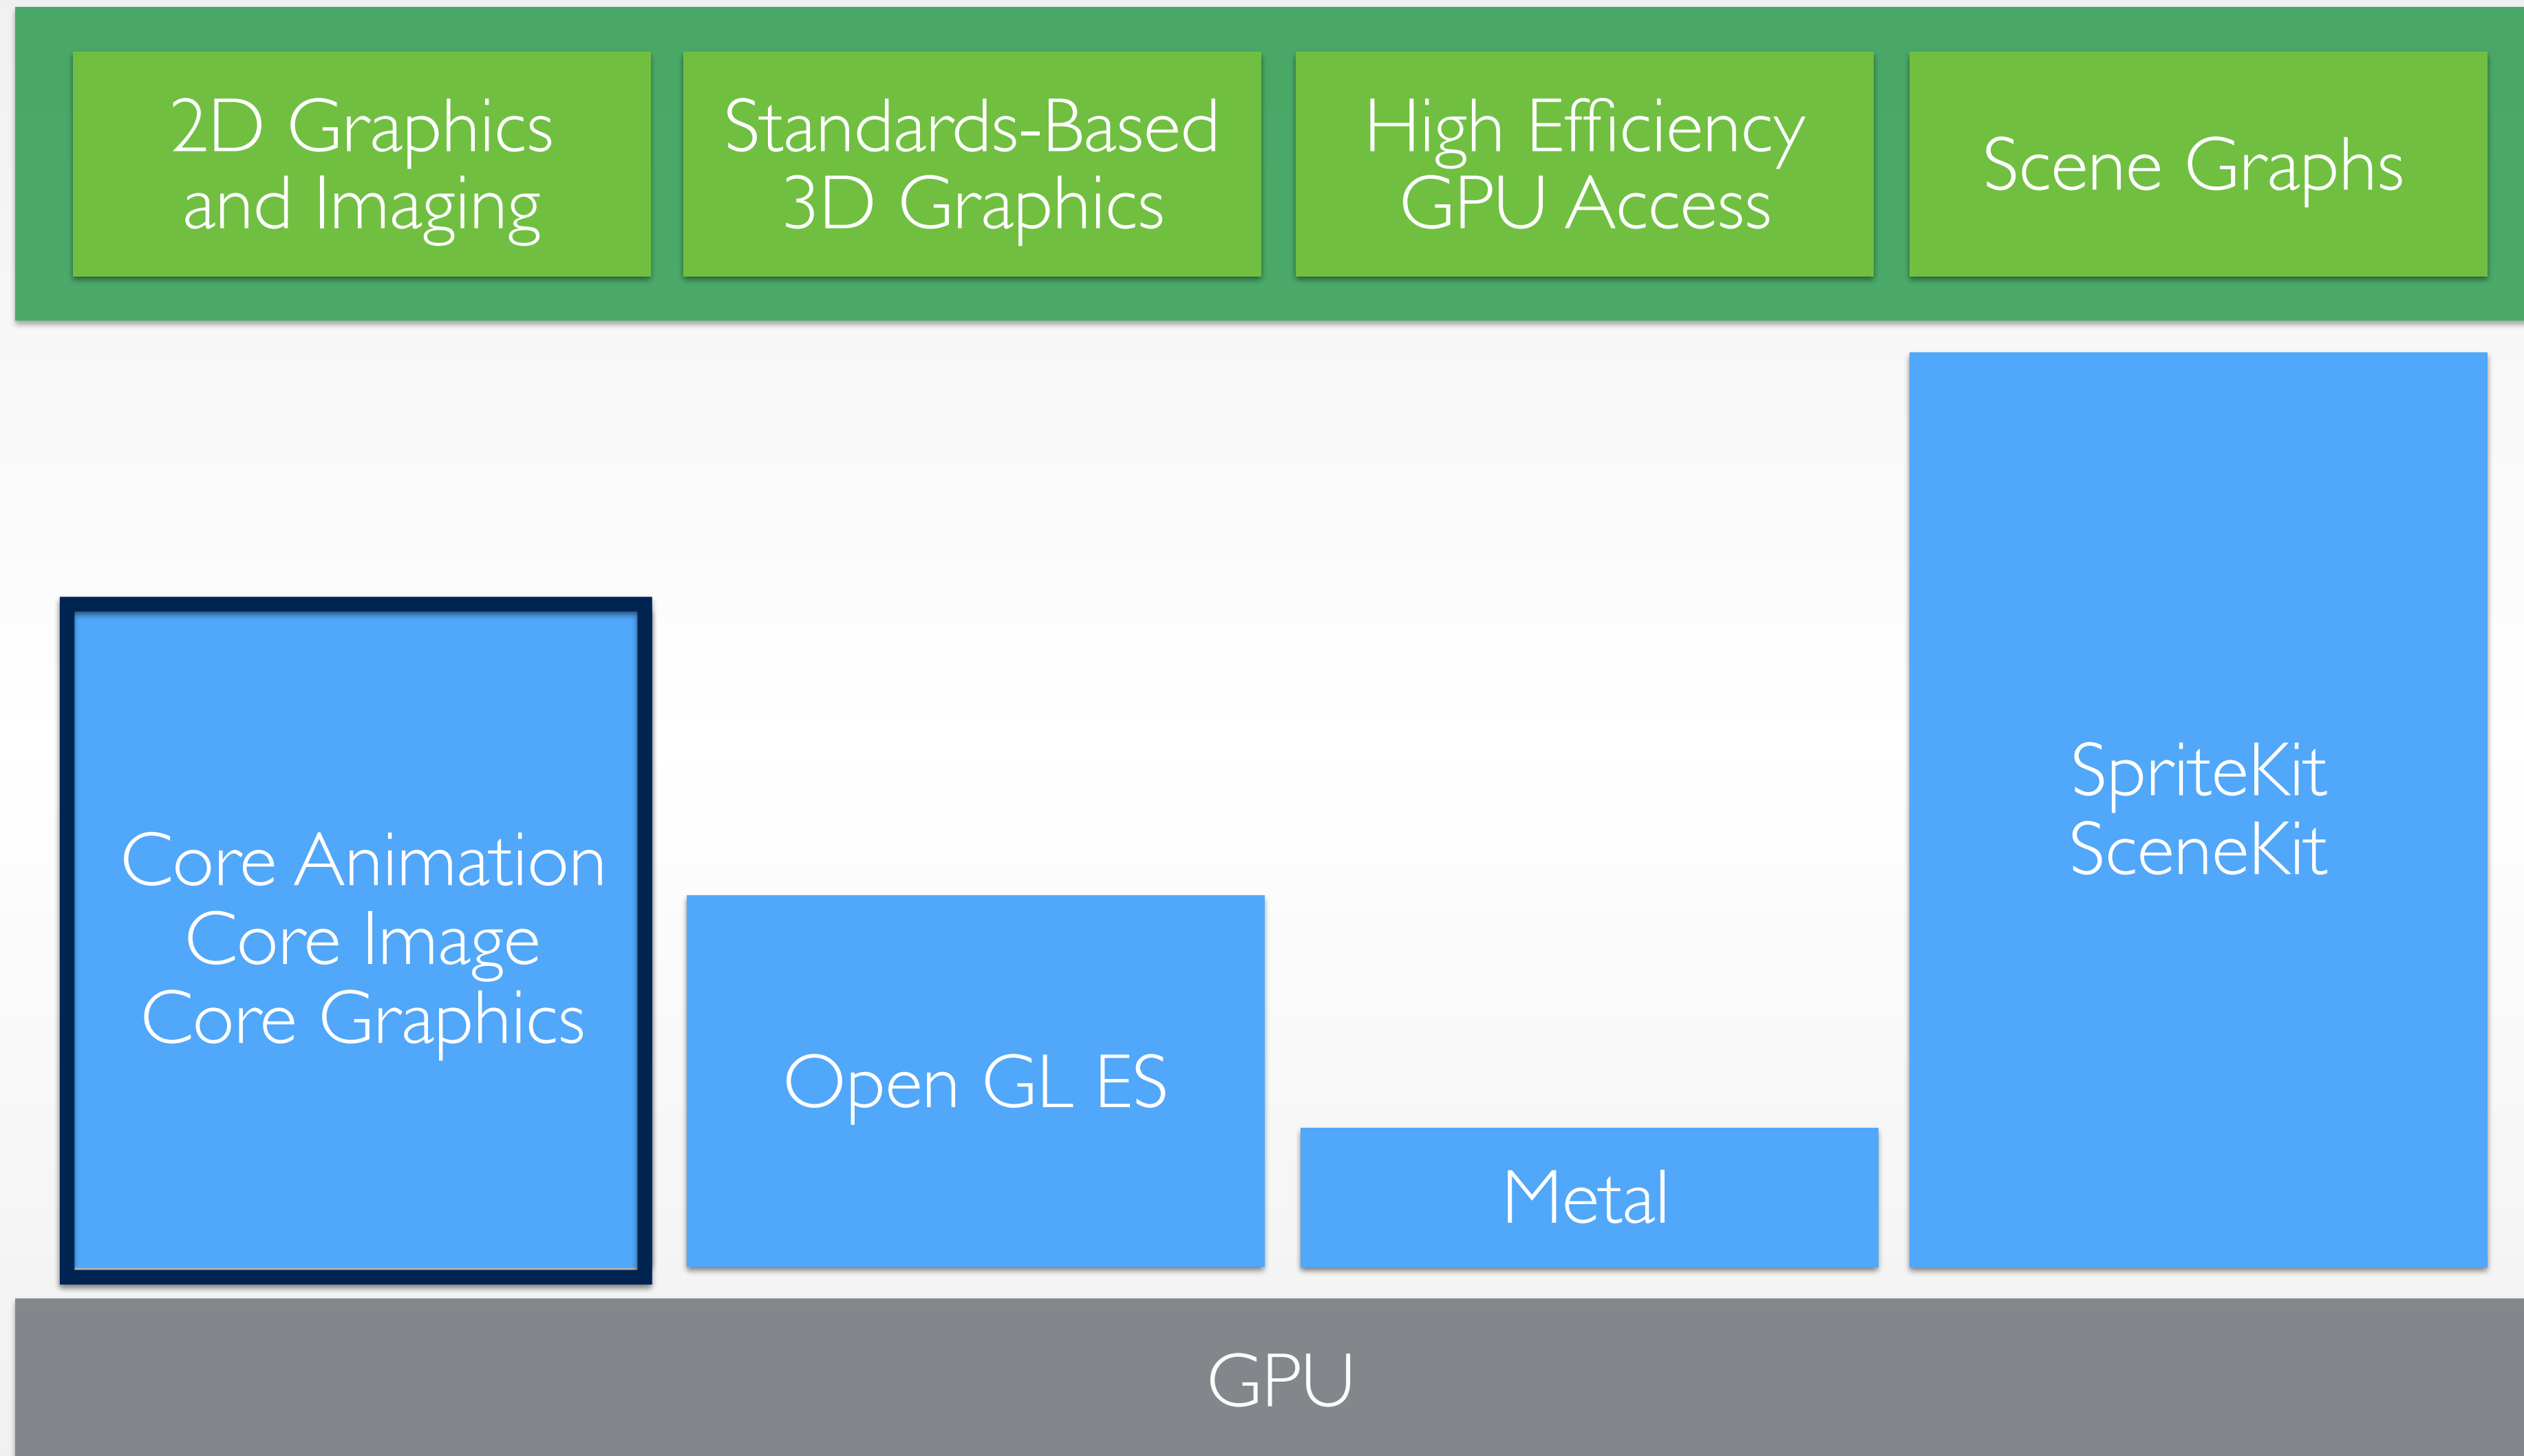 2D Graphics
and Imaging
Standards-Based
3D Graphics
High Efficiency
GPU Access
Scene Graphs
Core Animation
Core Image
Core Graphics
Open GL ES
Metal
SpriteKit
SceneKit
GPU